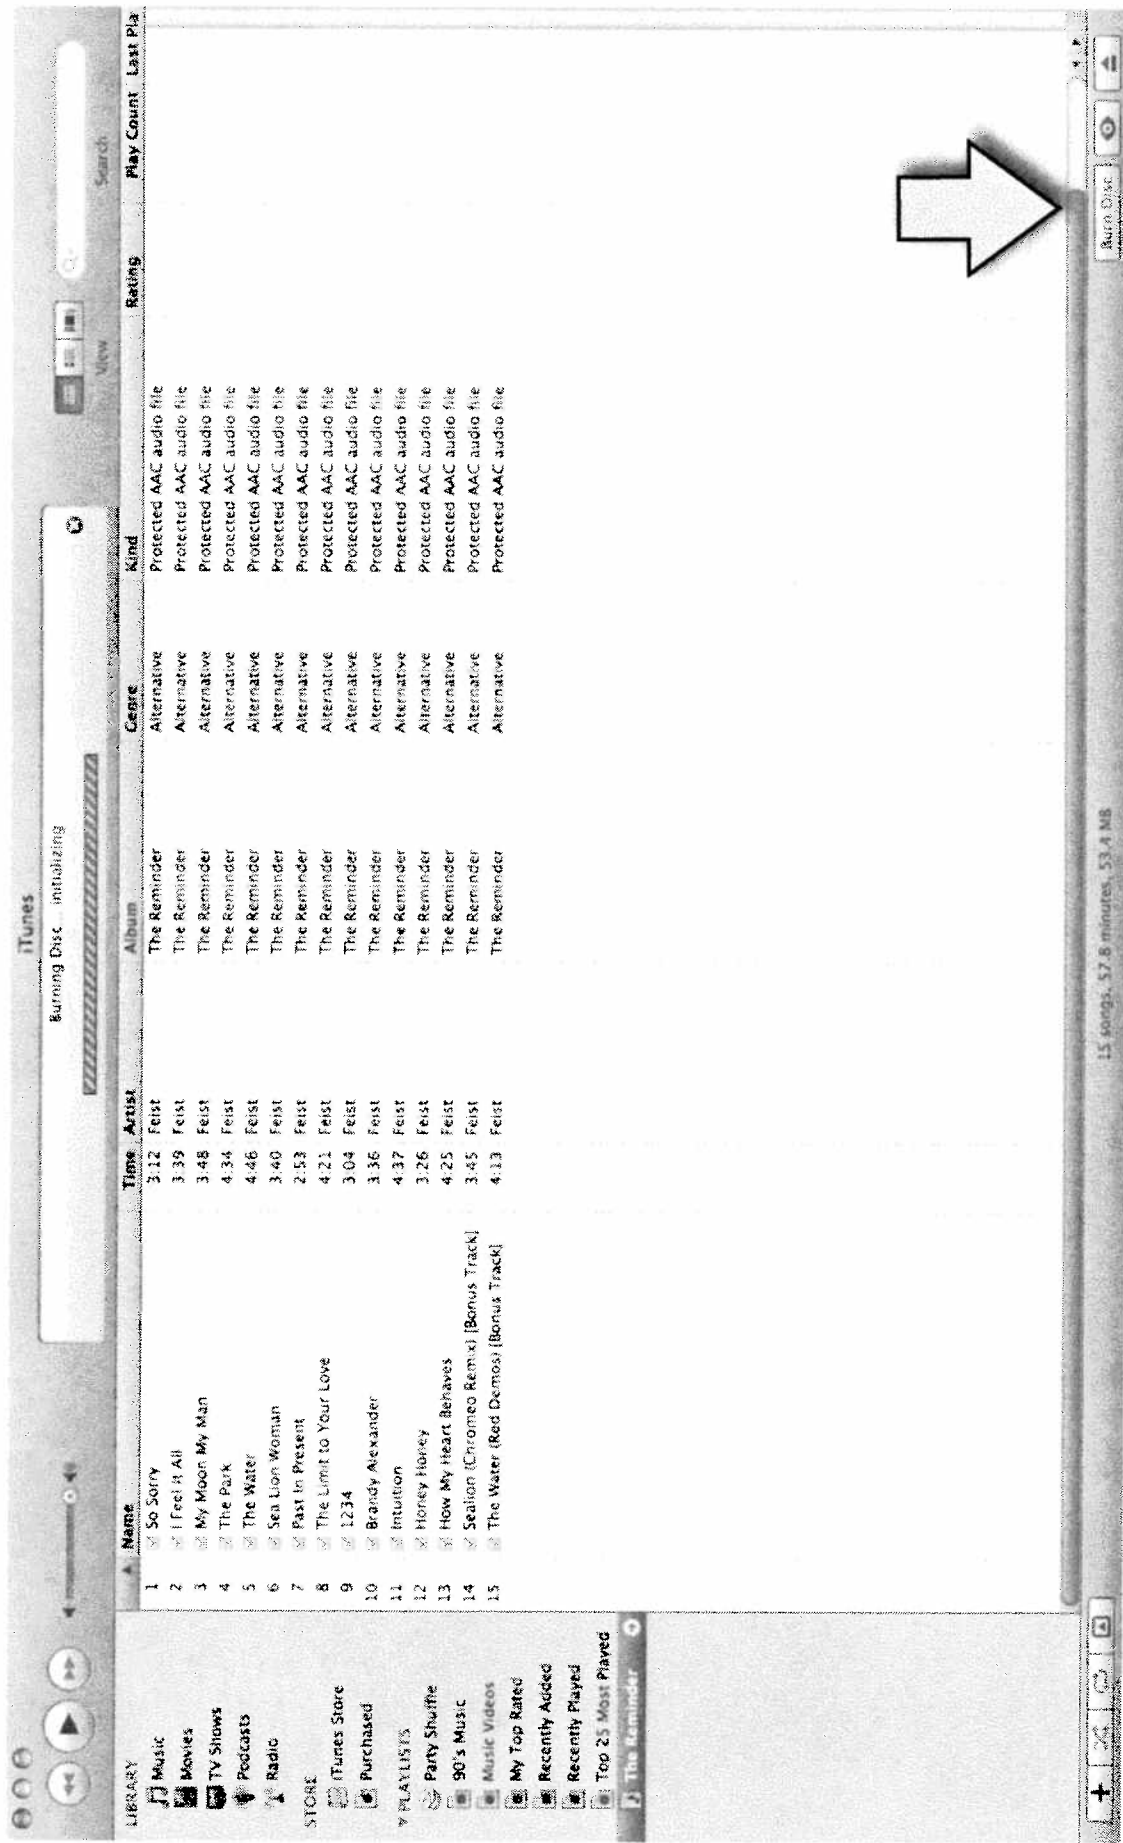 iTunes
Burning Disc... initializing
View
Search
LIBRARY
Music
Movies
TV Shows
Podcasts
Radio
STORE
iTunes Store
Purchased
▼PLAYLISTS
Party Shuffle
90's Music
Music Videos
My Top Rated
Recently Added
Recently Played
Top 25 Most Played
The Reminder
Name Time Artist Album Genre Kind Rating Play Count Last Pla
1 So Sorry 3:12 Feist The Reminder Alternative Protected AAC audio file
2 I Feel It All 3:39 Feist The Reminder Alternative Protected AAC audio file
3 My Moon My Man 3:48 Feist The Reminder Alternative Protected AAC audio file
4 The Park 4:34 Feist The Reminder Alternative Protected AAC audio file
5 The Water 4:46 Feist The Reminder Alternative Protected AAC audio file
6 Sea Lion Woman 3:40 Feist The Reminder Alternative Protected AAC audio file
7 Past In Present 2:53 Feist The Reminder Alternative Protected AAC audio file
8 The Limit to Your Love 4:21 Feist The Reminder Alternative Protected AAC audio file
9 1234 3:04 Feist The Reminder Alternative Protected AAC audio file
10 Brandy Alexander 3:36 Feist The Reminder Alternative Protected AAC audio file
11 Intuition 4:37 Feist The Reminder Alternative Protected AAC audio file
12 Honey Honey 3:26 Feist The Reminder Alternative Protected AAC audio file
13 How My Heart Behaves 4:25 Feist The Reminder Alternative Protected AAC audio file
14 Sealion (Chromeo Remix) [Bonus Track] 3:45 Feist The Reminder Alternative Protected AAC audio file
15 The Water (Red Demos) [Bonus Track] 4:13 Feist The Reminder Alternative Protected AAC audio file
15 songs, 57.8 minutes, 53.4 MB
Burn Disc